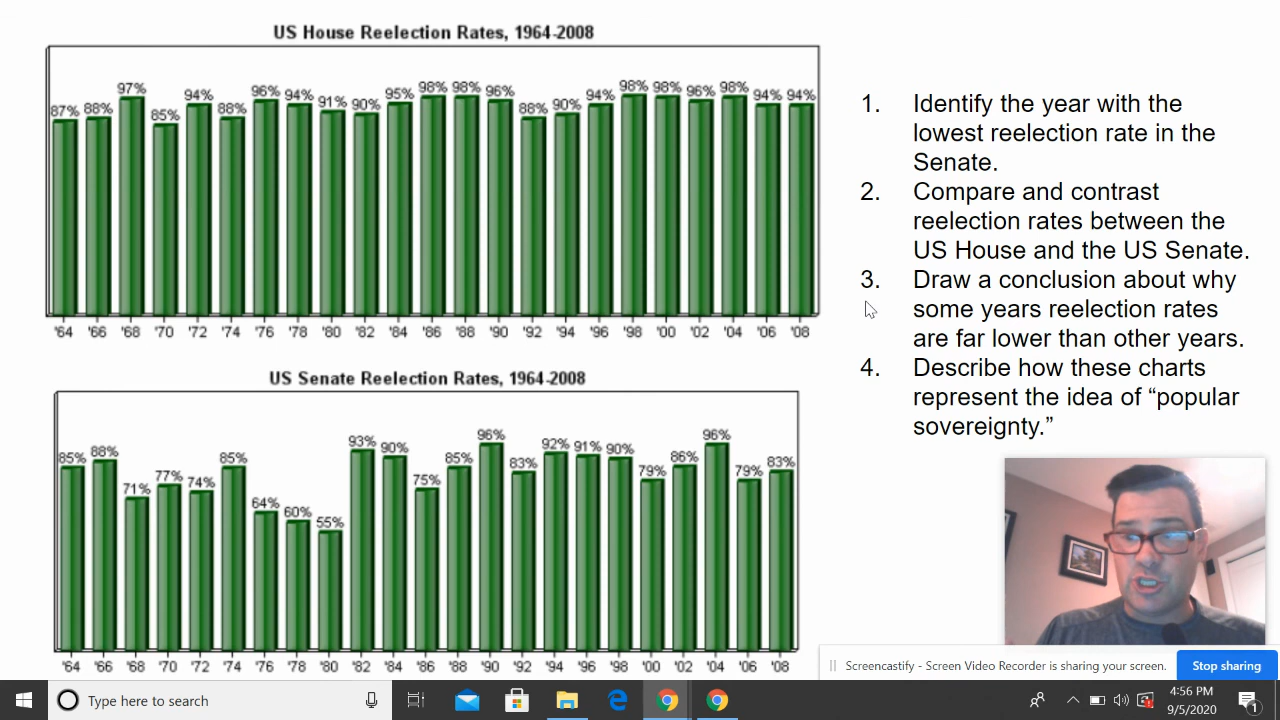 US House Reelection Rates, 1964-2008
87% 88% 97% 85% 94% 88% 96% 94% 91% 90% 95% 98% 98% 96% 88% 90% 94% 98% 98% 96% 98% 94% 94%
'64 '66 '68 '70 '72 '74 '76 '78 '80 '82 '84 '86 '88 '90 '92 '94 '96 '98 '00 '02 '04 '06 '08
US Senate Reelection Rates, 1964-2008
85% 88% 71% 77% 74% 85% 64% 60% 55% 93% 90% 75% 85% 96% 83% 92% 91% 90% 79% 86% 96% 79% 83%
'64 '66 '68 '70 '72 '74 '76 '78 '80 '82 '84 '86 '88 '90 '92 '94 '96 '98 '00 '02 '04 '06 '08
1. Identify the year with the
lowest reelection rate in the
Senate.
2. Compare and contrast
reelection rates between the
US House and the US Senate.
3. Draw a conclusion about why
some years reelection rates
are far lower than other years.
4. Describe how these charts
represent the idea of “popular
sovereignty.”
Screencastify - Screen Video Recorder is sharing your screen.
Stop sharing
Type here to search
4:56 PM
9/5/2020
1